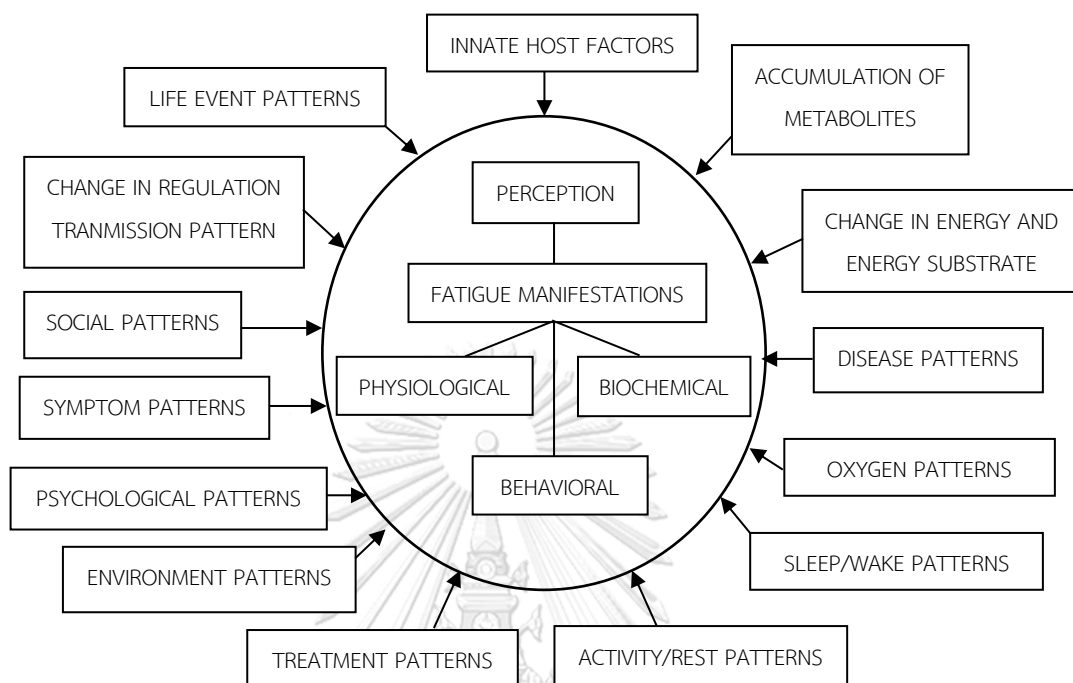 INNATE HOST FACTORS
ACCUMULATION OF
METABOLITES
LIFE EVENT PATTERNS
CHANGE IN REGULATION
TRANMISSION PATTERN
PERCEPTION
CHANGE IN ENERGY AND
ENERGY SUBSTRATE
FATIGUE MANIFESTATIONS
SOCIAL PATTERNS
DISEASE PATTERNS
PHYSIOLOGICAL
BIOCHEMICAL
SYMPTOM PATTERNS
OXYGEN PATTERNS
BEHAVIORAL
PSYCHOLOGICAL PATTERNS
SLEEP/WAKE PATTERNS
ENVIRONMENT PATTERNS
TREATMENT PATTERNS
ACTIVITY/REST PATTERNS